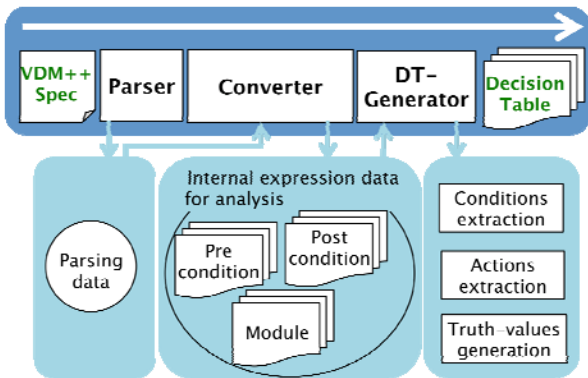 VDM++
Spec
Parser
Converter
DT-
Generator
Decision
Table
Parsing
data
Internal expression data
for analysis
Pre
condition
Post
condition
Module
Conditions
extraction
Actions
extraction
Truth-values
generation